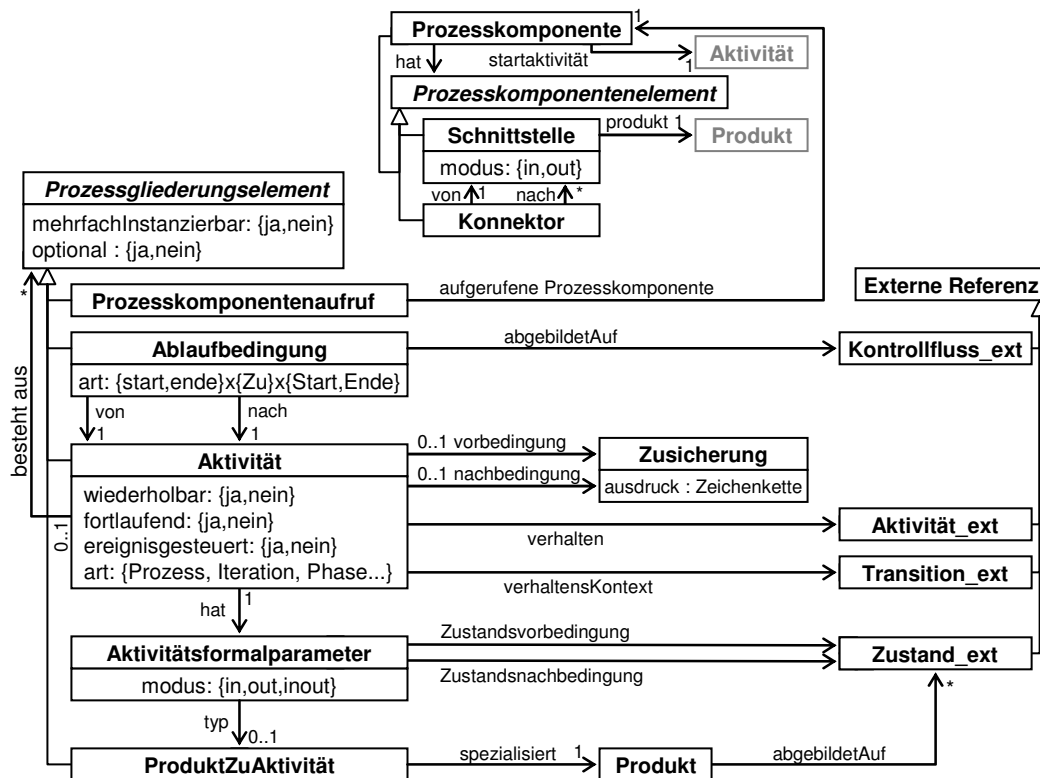 Prozesskomponente
1
hat
startaktivität
Aktivität
1
Prozesskomponentenelement
Schnittstelle
produkt 1
Produkt
modus: {in,out}
von 1
nach *
Konnektor
Prozessgliederungselement
mehrfachInstanzierbar: {ja,nein}
optional : {ja,nein}
*
besteht aus
0..1
Prozesskomponentenaufruf
aufgerufene Prozesskomponente
Externe Referenz
Ablaufbedingung
abgebildetAuf
Kontrollfluss_ext
art: {start,ende}x{Zu}x{Start,Ende}
von
1
nach
1
Aktivität
0..1 vorbedingung
Zusicherung
0..1 nachbedingung
ausdruck : Zeichenkette
wiederholbar: {ja,nein}
fortlaufend: {ja,nein}
ereignisgesteuert: {ja,nein}
art: {Prozess, Iteration, Phase...}
verhalten
Aktivität_ext
verhaltensKontext
Transition_ext
hat
1
Aktivitätsformalparameter
Zustandsvorbedingung
Zustand_ext
modus: {in,out,inout}
Zustandsnachbedingung
*
typ
0..1
ProduktZuAktivität
spezialisiert
1
Produkt
abgebildetAuf